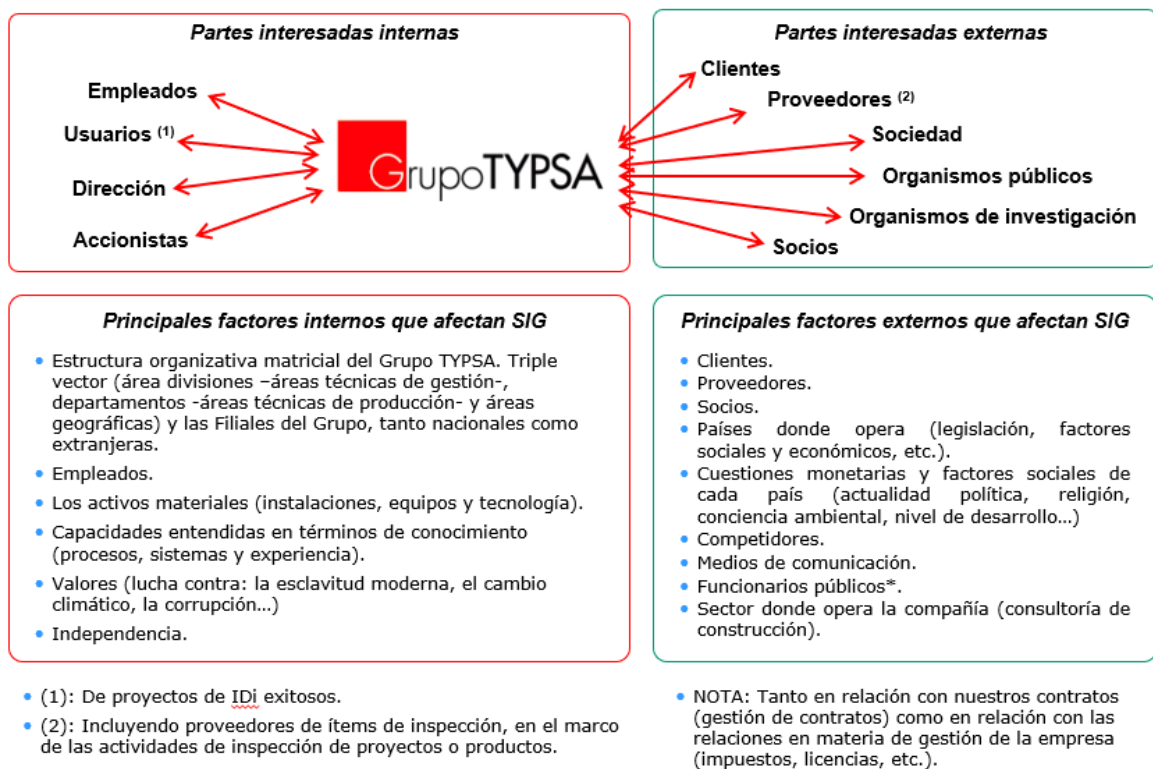 Partes interesadas internas
Empleados
Usuarios (1)
Dirección
Accionistas
GrupoTYPSA
Partes interesadas externas
Clientes
Proveedores (2)
Sociedad
Organismos públicos
Organismos de investigación
Socios
Principales factores internos que afectan SIG
• Estructura organizativa matricial del Grupo TYPSA. Triple
vector (área divisiones –áreas técnicas de gestión-,
departamentos -áreas técnicas de producción- y áreas
geográficas) y las Filiales del Grupo, tanto nacionales como
extranjeras.
• Empleados.
• Los activos materiales (instalaciones, equipos y tecnología).
• Capacidades entendidas en términos de conocimiento
(procesos, sistemas y experiencia).
• Valores (lucha contra: la esclavitud moderna, el cambio
climático, la corrupción...)
• Independencia.
Principales factores externos que afectan SIG
• Clientes.
• Proveedores.
• Socios.
• Países donde opera (legislación, factores
sociales y económicos, etc.).
• Cuestiones monetarias y factores sociales de
cada país (actualidad política, religión,
conciencia ambiental, nivel de desarrollo...)
• Competidores.
• Medios de comunicación.
• Funcionarios públicos*.
• Sector donde opera la compañía (consultoría de
construcción).
• (1): De proyectos de IDi exitosos.
• (2): Incluyendo proveedores de ítems de inspección, en el marco
de las actividades de inspección de proyectos o productos.
• NOTA: Tanto en relación con nuestros contratos
(gestión de contratos) como en relación con las
relaciones en materia de gestión de la empresa
(impuestos, licencias, etc.).